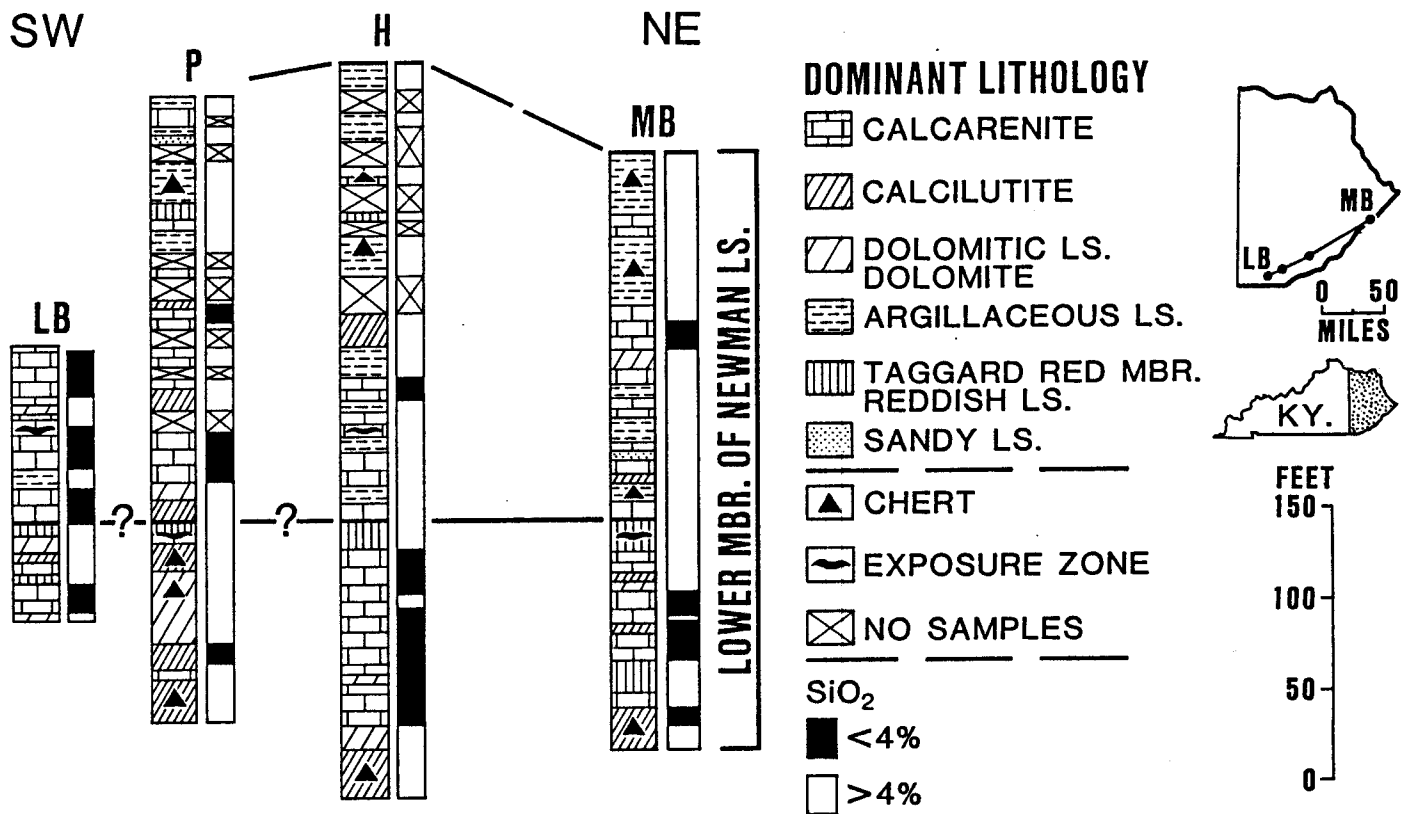 SW
P
H
NE
MB
LB
?
?
LOWER MBR. OF NEWMAN LS.
DOMINANT LITHOLOGY
CALCARENITE
CALCILUTITE
DOLOMITIC LS.
DOLOMITE
ARGILLACEOUS LS.
TAGGARD RED MBR.
REDDISH LS.
SANDY LS.
CHERT
EXPOSURE ZONE
NO SAMPLES
SiO₂
<4%
>4%
MB
LB
0 50
MILES
KY.
FEET
150
100
50
0